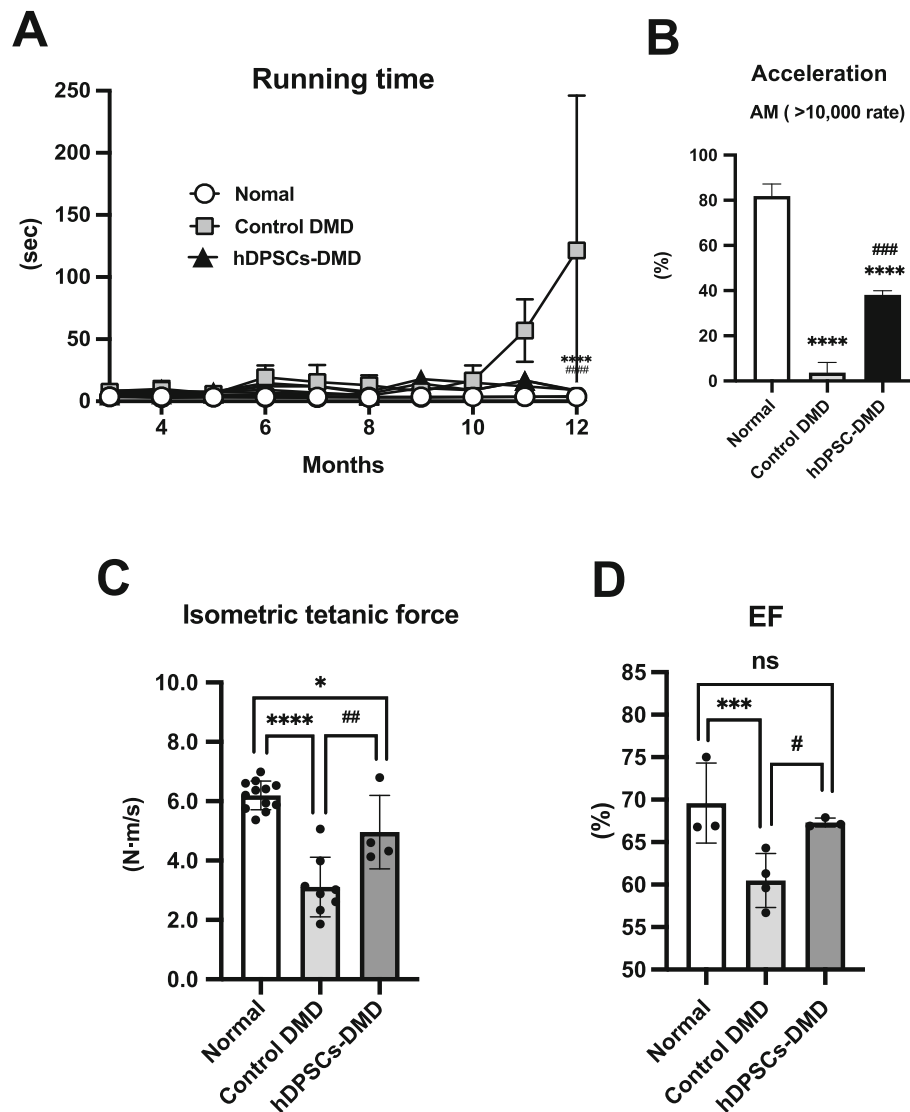 A
Running time
250
200
150
100
50
0
(sec)
Nomal
Control DMD
hDPSCs-DMD
****
####
4
6
8
10
12
Months
B
Acceleration
AM ( >10,000 rate)
100
80
60
40
20
0
(%)
****
###
****
Normal
Control DMD
hDPSC-DMD
C
Isometric tetanic force
10.0
8.0
6.0
4.0
2.0
0.0
(N·m/s)
*
****
##
Normal
Control DMD
hDPSCs-DMD
D
EF
85
80
75
70
65
60
55
50
(%)
ns
***
#
Normal
Control DMD
hDPSCs-DMD